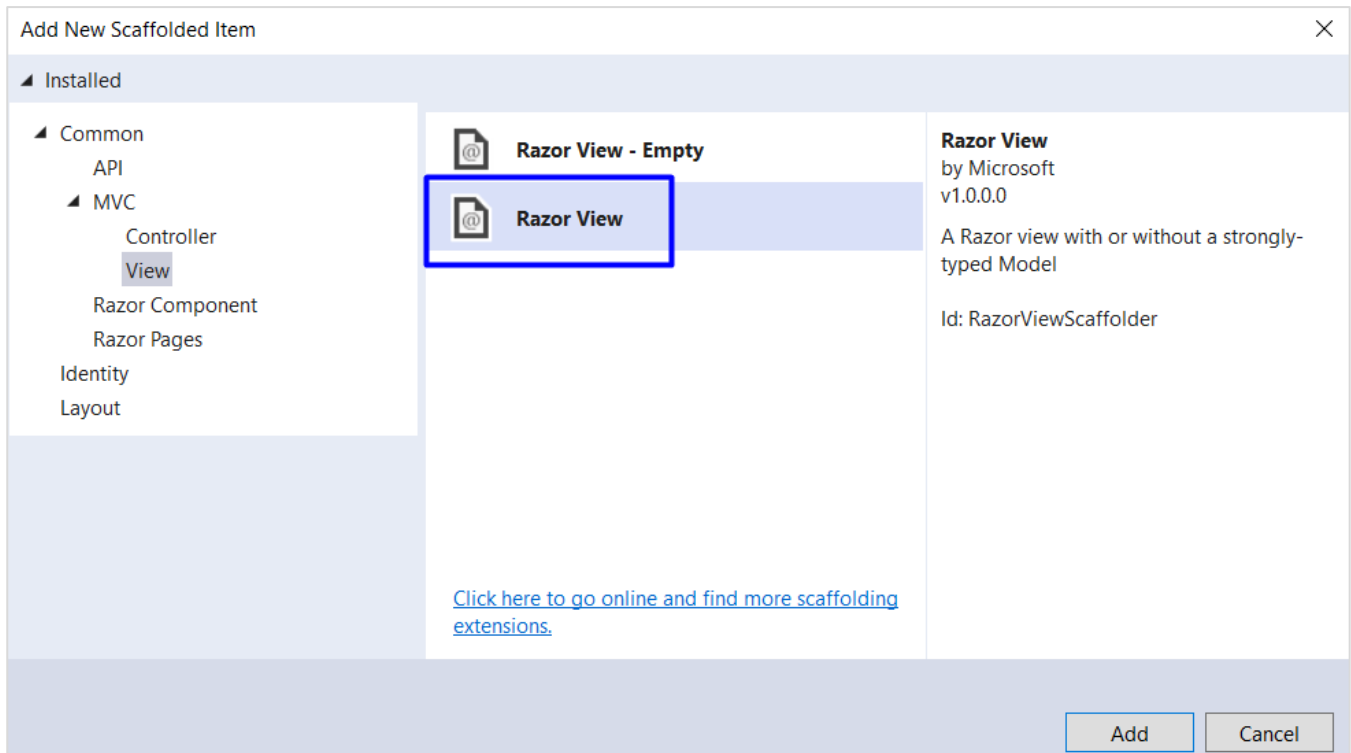 Add New Scaffolded Item
Installed
Common
API
MVC
Controller
View
Razor Component
Razor Pages
Identity
Layout
Razor View - Empty
Razor View
Click here to go online and find more scaffolding
extensions.
Razor View
by Microsoft
v1.0.0.0
A Razor view with or without a strongly-
typed Model
Id: RazorViewScaffolder
Add
Cancel